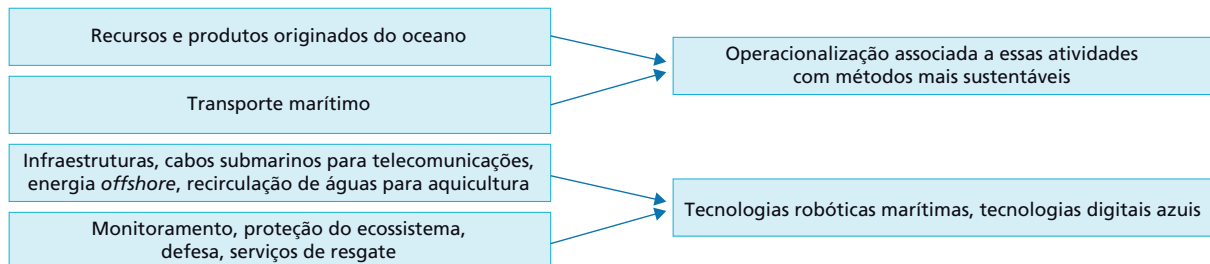 Recursos e produtos originados do oceano
Transporte marítimo
Operacionalização associada a essas atividades
com métodos mais sustentáveis
Infraestruturas, cabos submarinos para telecomunicações,
energia offshore, recirculação de águas para aquicultura
Monitoramento, proteção do ecossistema,
defesa, serviços de resgate
Tecnologias robóticas marítimas, tecnologias digitais azuis